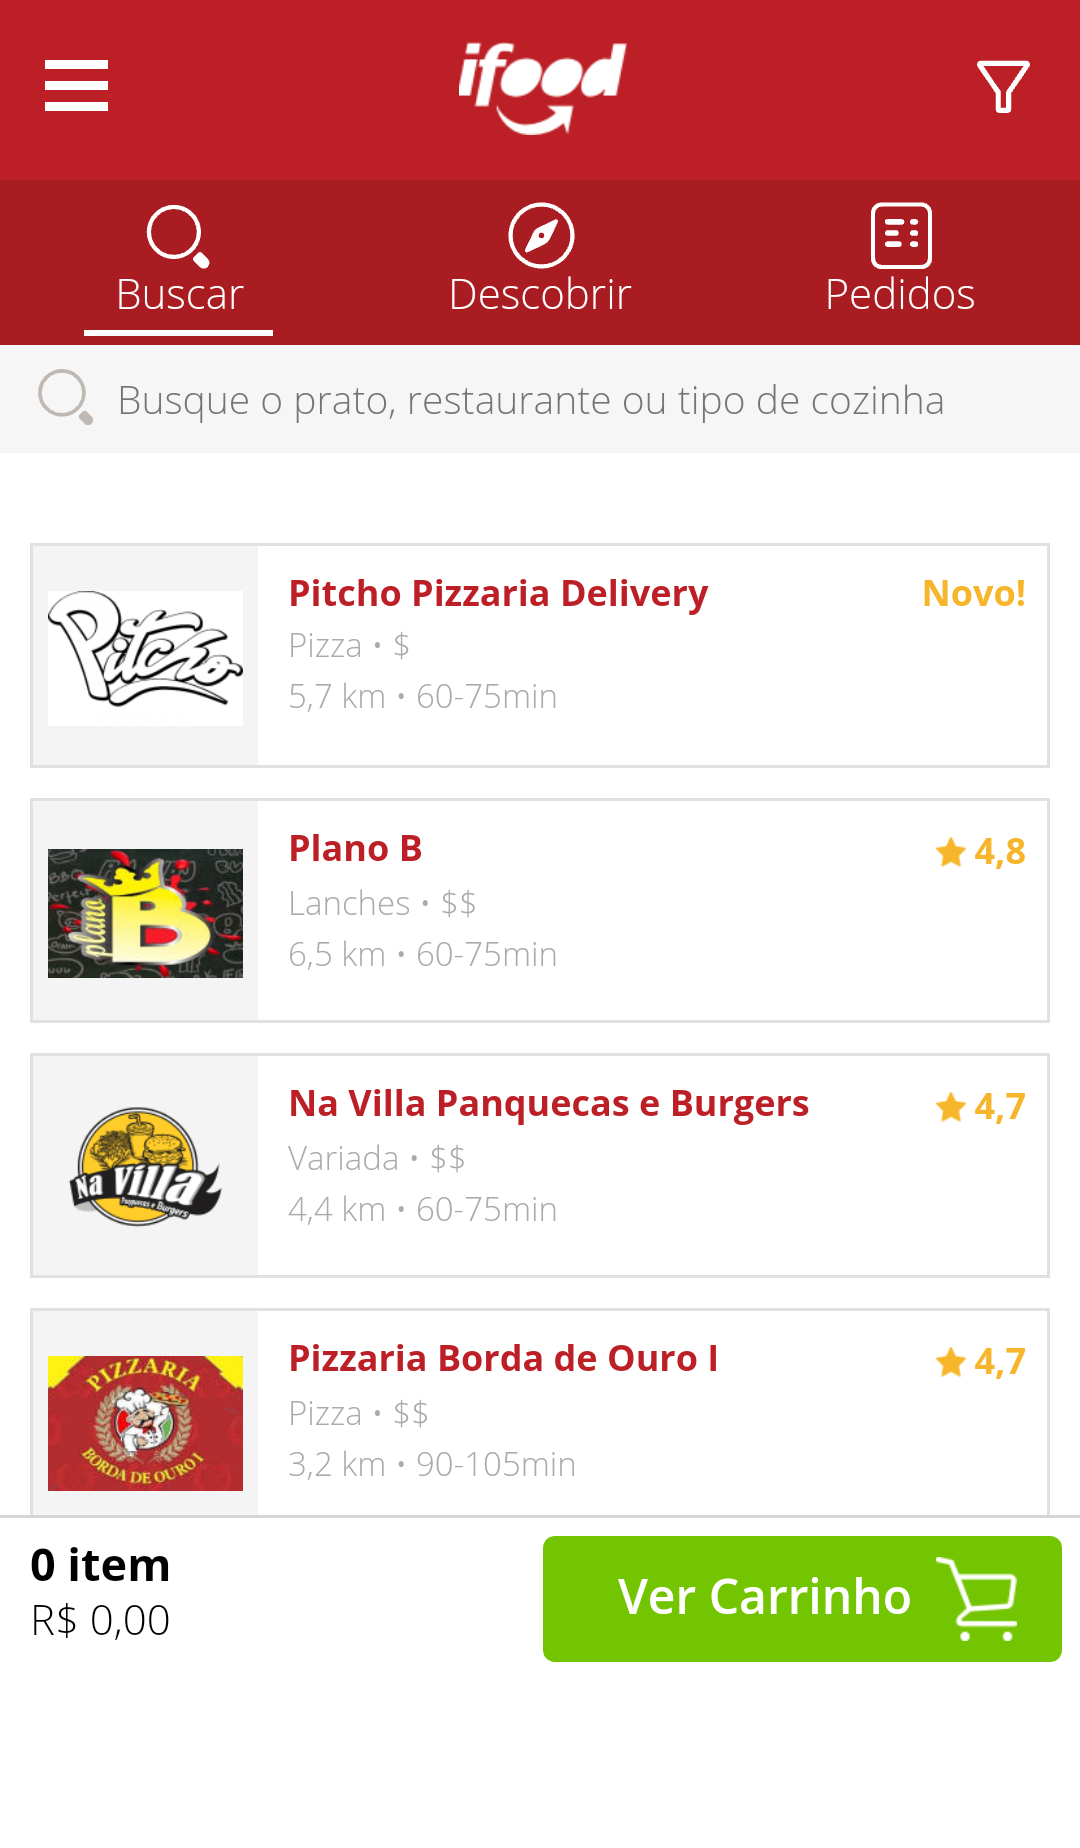 ifood
Buscar
Descobrir
Pedidos
Busque o prato, restaurante ou tipo de cozinha
Pitcho
Pitcho Pizzaria Delivery
Novo!
Pizza • $
5,7 km • 60-75min
plano B
Plano B
4,8
Lanches • $$
6,5 km • 60-75min
Na Villa
Panquecas e Burgers
Na Villa Panquecas e Burgers
4,7
Variada • $$
4,4 km • 60-75min
PIZZARIA
BORDA DE OURO I
Pizzaria Borda de Ouro I
4,7
Pizza • $$
3,2 km • 90-105min
0 item
R$ 0,00
Ver Carrinho